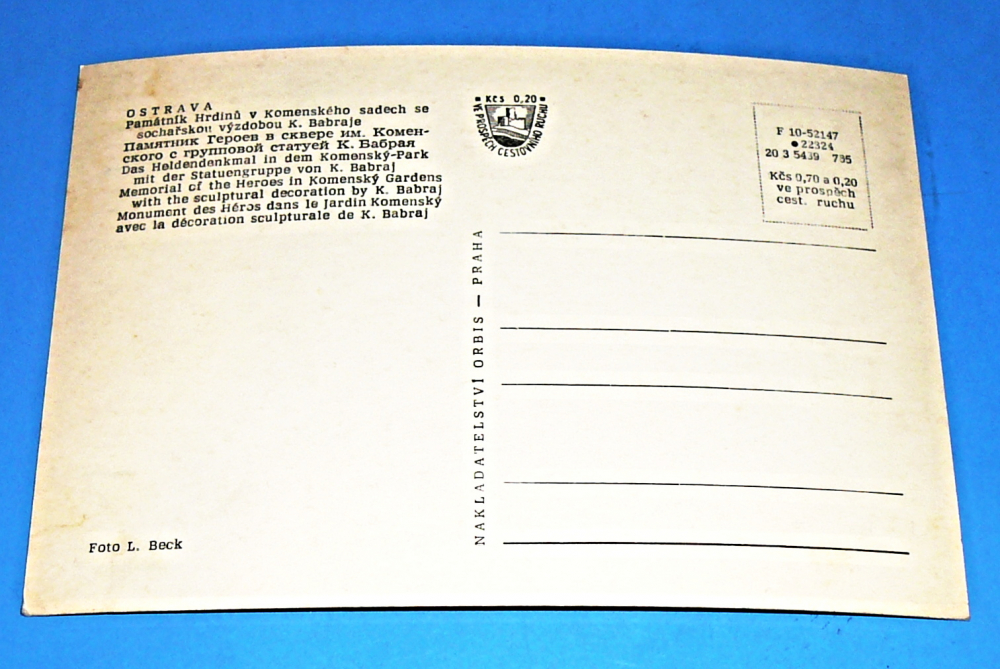 OSTRAVA
Památník Hrdinů v Komenského sadech se
sochařskou výzdobou K. Babraje
Памятник Героев в сквере им. Комен-
ского с групповой статуей К. Бабрая
Das Heldendenkmal in dem Komenský-Park
mit der Statuengruppe von K. Babraj
Memorial of the Heroes in Komenský Gardens
with the sculptural decoration by K. Babraj
Monument des Héros dans le Jardin Komenský
avec la décoration sculpturale de K. Babraj
Foto L. Beck
Kčs 0,20
VE PROSPĚCH CESTOVNÍHO RUCHU
NAKLADATELSTVÍ ORBIS — PRAHA
F 10-52147
● 22324
20 3 5439 735
Kčs 0,70 a 0,20
ve prospěch
cest. ruchu